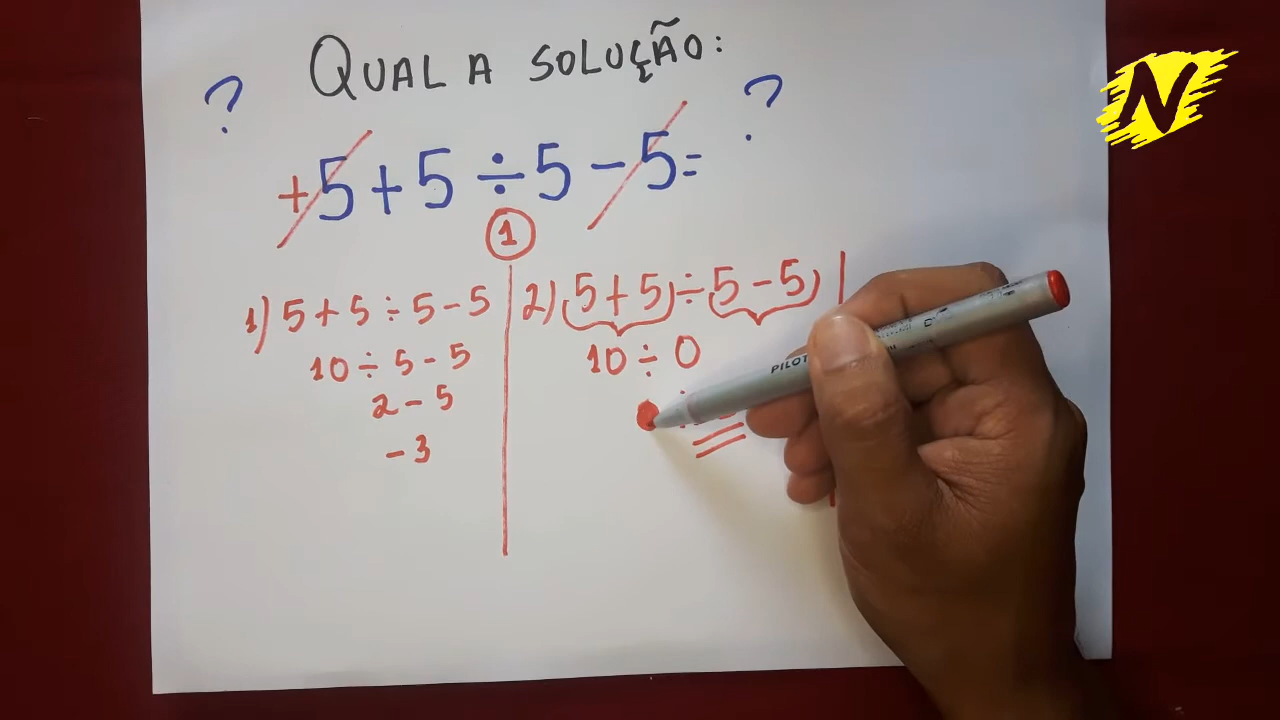 QUAL A SOLUÇÃO:
N
? ?
+5 + 5 ÷ 5 - 5 =
1
1) 5 + 5 ÷ 5 - 5
10 ÷ 5 - 5
2 - 5
- 3
2) (5 + 5) ÷ (5 - 5)
10 ÷ 0
PILOT